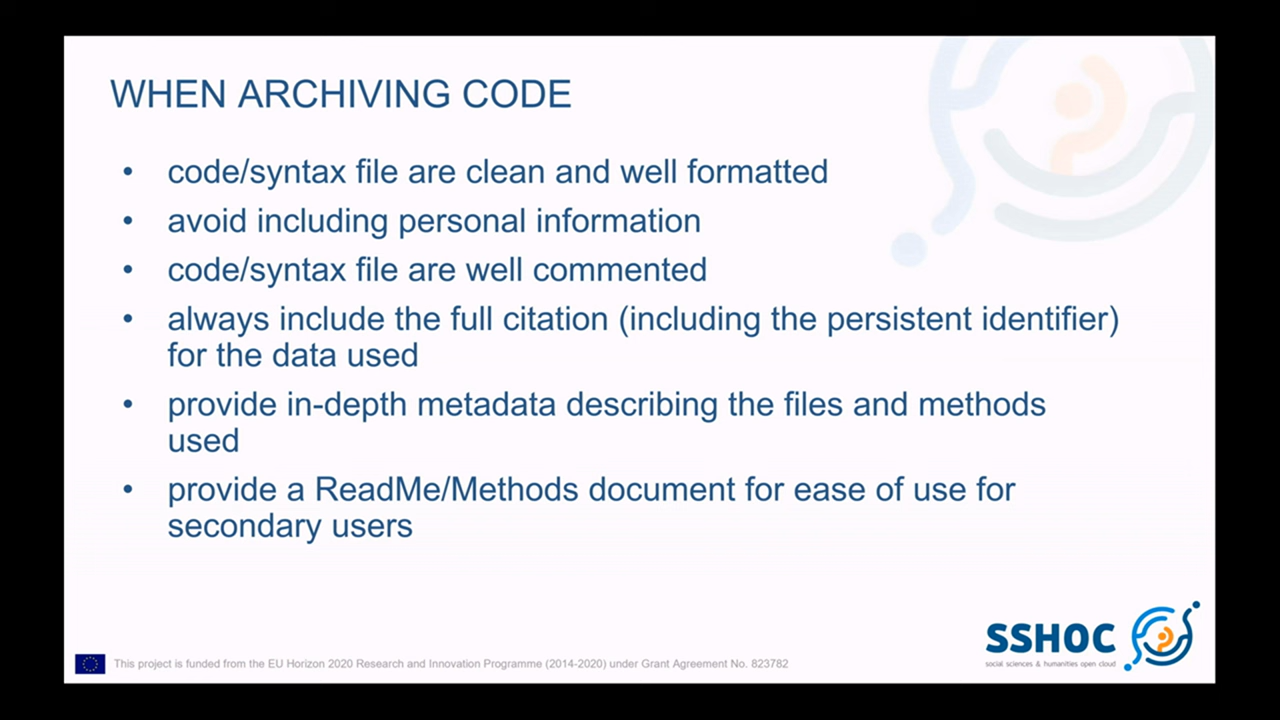 WHEN ARCHIVING CODE
• code/syntax file are clean and well formatted
• avoid including personal information
• code/syntax file are well commented
• always include the full citation (including the persistent identifier)
for the data used
• provide in-depth metadata describing the files and methods
used
• provide a ReadMe/Methods document for ease of use for
secondary users
SSHOC
social sciences & humanities open cloud
This project is funded from the EU Horizon 2020 Research and Innovation Programme (2014-2020) under Grant Agreement No. 823782